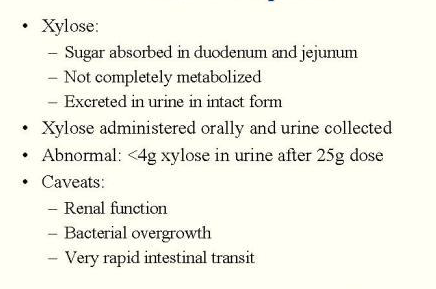 • Xylose:
– Sugar absorbed in duodenum and jejunum
– Not completely metabolized
– Excreted in urine in intact form
• Xylose administered orally and urine collected
• Abnormal: <4g xylose in urine after 25g dose
• Caveats:
– Renal function
– Bacterial overgrowth
– Very rapid intestinal transit